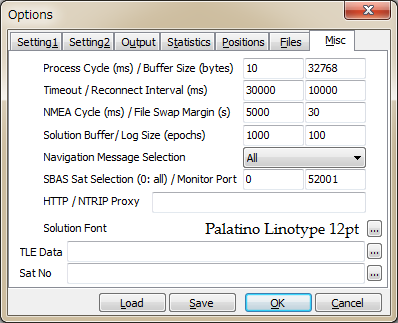 Options
Setting1 Setting2 Output Statistics Positions Files Misc
Process Cycle (ms) / Buffer Size (bytes) 10 32768
Timeout / Reconnect Interval (ms) 30000 10000
NMEA Cycle (ms) / File Swap Margin (s) 5000 30
Solution Buffer/ Log Size (epochs) 1000 100
Navigation Message Selection All
SBAS Sat Selection (0: all) / Monitor Port 0 52001
HTTP / NTRIP Proxy
Solution Font Palatino Linotype 12pt ...
TLE Data ...
Sat No ...
Load Save OK Cancel